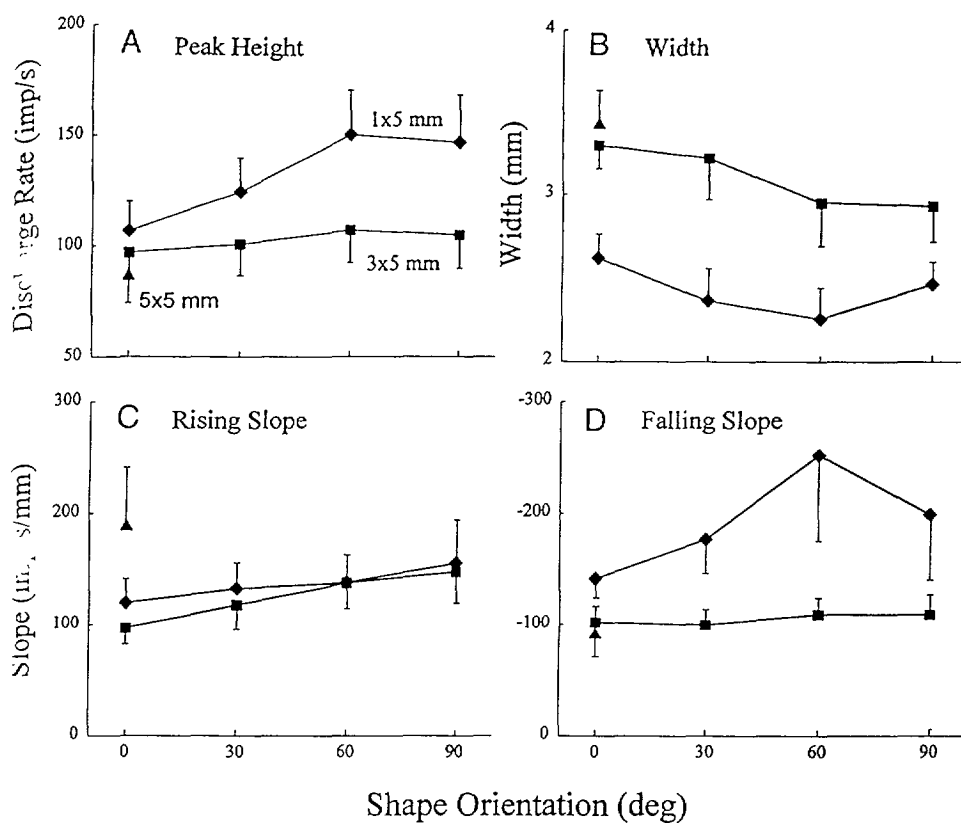 A Peak Height
200
150
100
50
Discharge Rate (imp/s)
1x5 mm
3x5 mm
5x5 mm
B Width
4
3
2
Width (mm)
C Rising Slope
300
200
100
0
Slope
0 30 60 90
D Falling Slope
-300
-200
-100
0
0 30 60 90
Shape Orientation (deg)